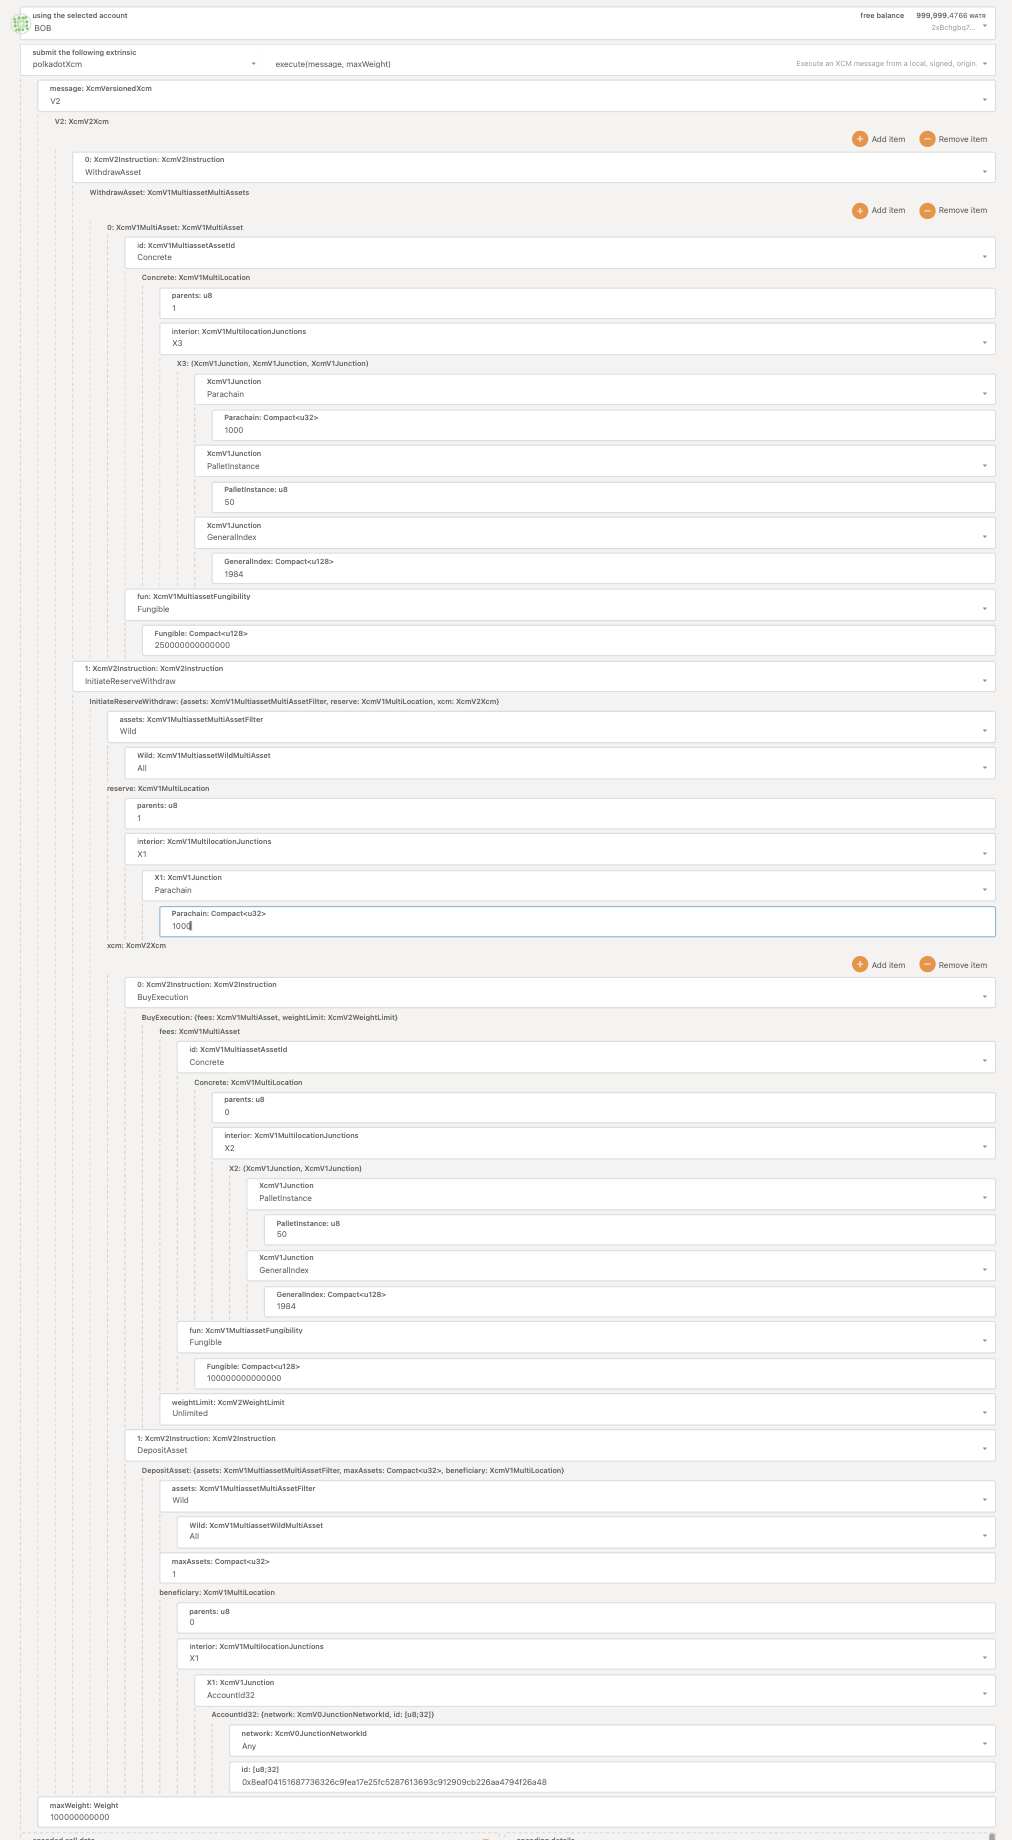 using the selected account
BOB
free balance 999,999.4766 WATR
2xBchgbq7...
submit the following extrinsic
polkadotXcm
execute(message, maxWeight)
Execute an XCM message from a local, signed, origin.
message: XcmVersionedXcm
V2
V2: XcmV2Xcm
Add item Remove item
0: XcmV2Instruction: XcmV2Instruction
WithdrawAsset
WithdrawAsset: XcmV1MultiassetMultiAssets
Add item Remove item
0: XcmV1MultiAsset: XcmV1MultiAsset
id: XcmV1MultiassetAssetId
Concrete
Concrete: XcmV1MultiLocation
parents: u8
1
interior: XcmV1MultilocationJunctions
X3
X3: (XcmV1Junction, XcmV1Junction, XcmV1Junction)
XcmV1Junction
Parachain
Parachain: Compact<u32>
1000
XcmV1Junction
PalletInstance
PalletInstance: u8
50
XcmV1Junction
GeneralIndex
GeneralIndex: Compact<u128>
1984
fun: XcmV1MultiassetFungibility
Fungible
Fungible: Compact<u128>
250000000000000
1: XcmV2Instruction: XcmV2Instruction
InitiateReserveWithdraw
InitiateReserveWithdraw: {assets: XcmV1MultiassetMultiAssetFilter, reserve: XcmV1MultiLocation, xcm: XcmV2Xcm}
assets: XcmV1MultiassetMultiAssetFilter
Wild
Wild: XcmV1MultiassetWildMultiAsset
All
reserve: XcmV1MultiLocation
parents: u8
1
interior: XcmV1MultilocationJunctions
X1
X1: XcmV1Junction
Parachain
Parachain: Compact<u32>
1000
xcm: XcmV2Xcm
Add item Remove item
0: XcmV2Instruction: XcmV2Instruction
BuyExecution
BuyExecution: {fees: XcmV1MultiAsset, weightLimit: XcmV2WeightLimit}
fees: XcmV1MultiAsset
id: XcmV1MultiassetAssetId
Concrete
Concrete: XcmV1MultiLocation
parents: u8
0
interior: XcmV1MultilocationJunctions
X2
X2: (XcmV1Junction, XcmV1Junction)
XcmV1Junction
PalletInstance
PalletInstance: u8
50
XcmV1Junction
GeneralIndex
GeneralIndex: Compact<u128>
1984
fun: XcmV1MultiassetFungibility
Fungible
Fungible: Compact<u128>
100000000000000
weightLimit: XcmV2WeightLimit
Unlimited
1: XcmV2Instruction: XcmV2Instruction
DepositAsset
DepositAsset: {assets: XcmV1MultiassetMultiAssetFilter, maxAssets: Compact<u32>, beneficiary: XcmV1MultiLocation}
assets: XcmV1MultiassetMultiAssetFilter
Wild
Wild: XcmV1MultiassetWildMultiAsset
All
maxAssets: Compact<u32>
1
beneficiary: XcmV1MultiLocation
parents: u8
0
interior: XcmV1MultilocationJunctions
X1
X1: XcmV1Junction
AccountId32
AccountId32: {network: XcmV0JunctionNetworkId, id: [u8;32]}
network: XcmV0JunctionNetworkId
Any
id: [u8;32]
0x8eaf04151687736326c9fea17e25fc5287613693c912909cb226aa4794f26a48
maxWeight: Weight
100000000000